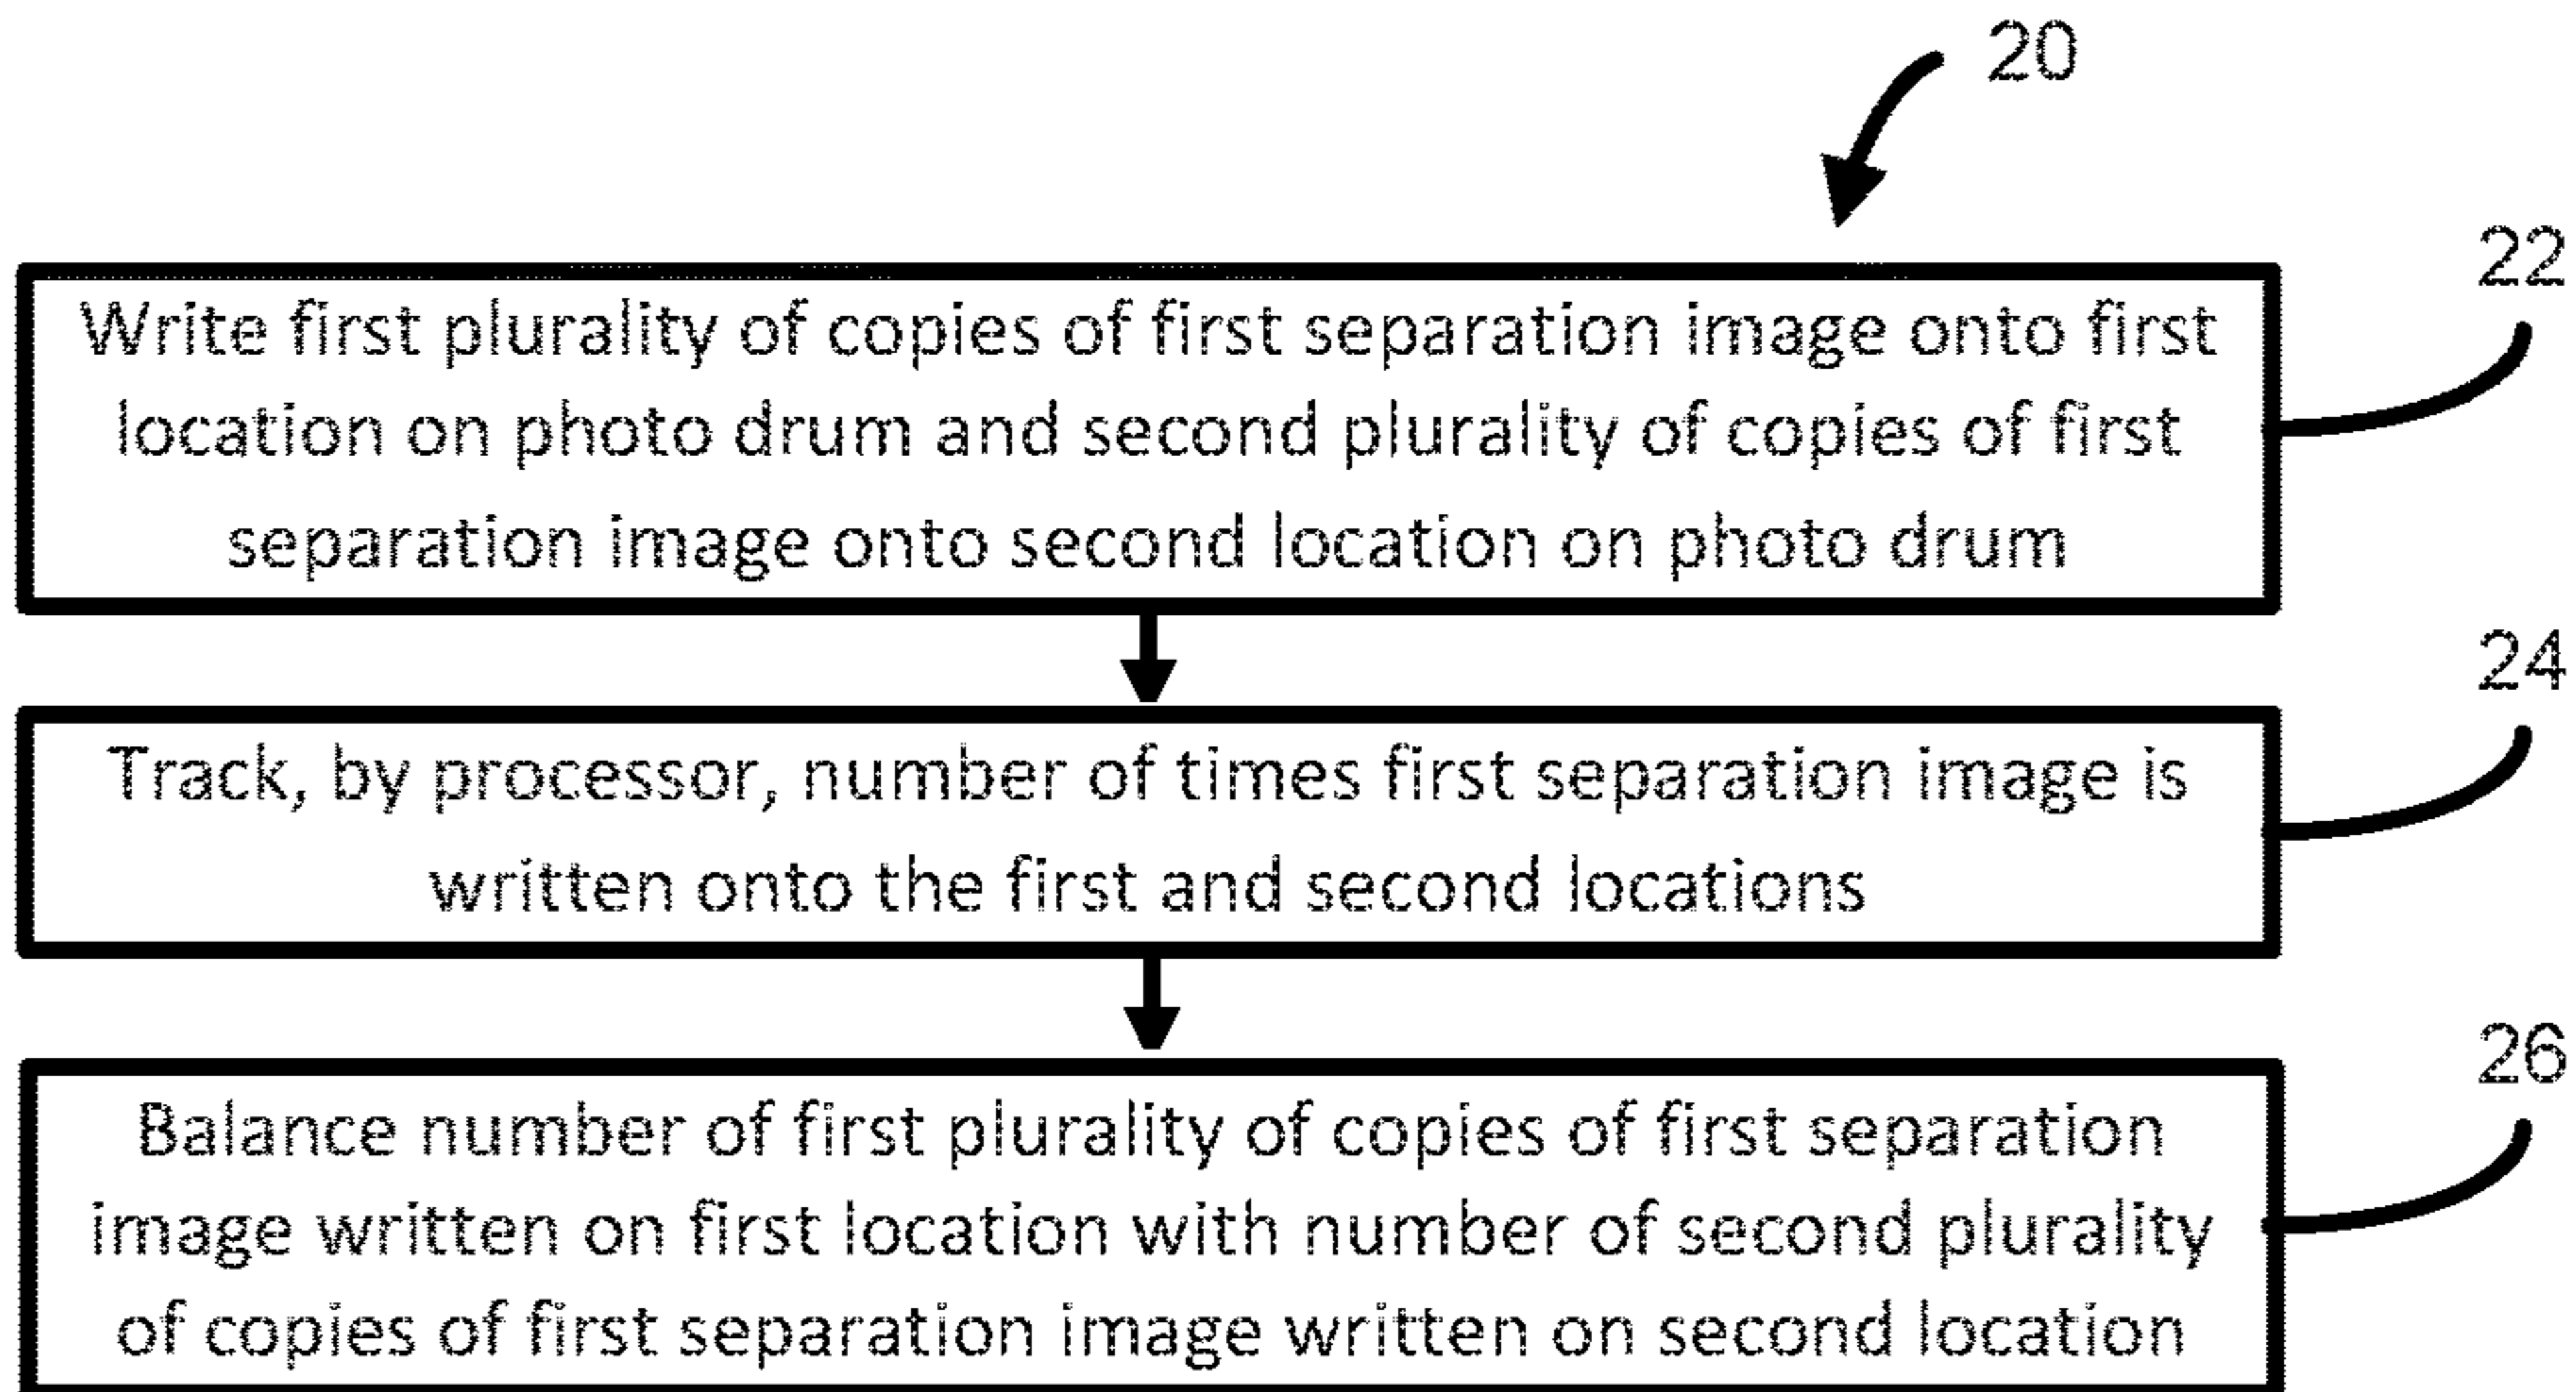 20
22
Write first plurality of copies of first separation image onto first
location on photo drum and second plurality of copies of first
separation image onto second location on photo drum
24
Track, by processor, number of times first separation image is
written onto the first and second locations
26
Balance number of first plurality of copies of first separation
image written on first location with number of second plurality
of copies of first separation image written on second location